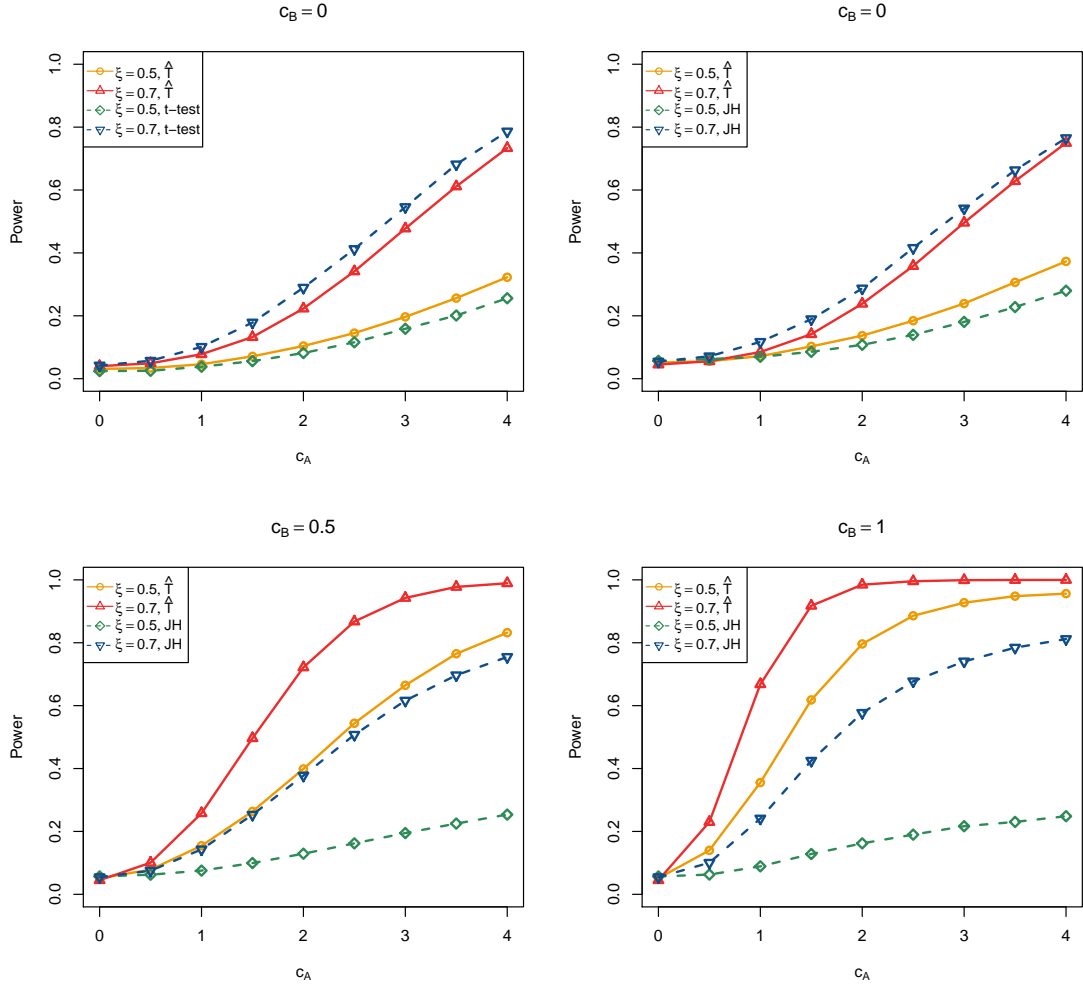 c_B = 0
ξ = 0.5, T̂
ξ = 0.7, T̂
ξ = 0.5, t−test
ξ = 0.7, t−test
Power
0.0 0.2 0.4 0.6 0.8 1.0
0 1 2 3 4
c_A
c_B = 0
ξ = 0.5, T̂
ξ = 0.7, T̂
ξ = 0.5, JH
ξ = 0.7, JH
Power
0.0 0.2 0.4 0.6 0.8 1.0
0 1 2 3 4
c_A
c_B = 0.5
ξ = 0.5, T̂
ξ = 0.7, T̂
ξ = 0.5, JH
ξ = 0.7, JH
Power
0.0 0.2 0.4 0.6 0.8 1.0
0 1 2 3 4
c_A
c_B = 1
ξ = 0.5, T̂
ξ = 0.7, T̂
ξ = 0.5, JH
ξ = 0.7, JH
Power
0.0 0.2 0.4 0.6 0.8 1.0
0 1 2 3 4
c_A